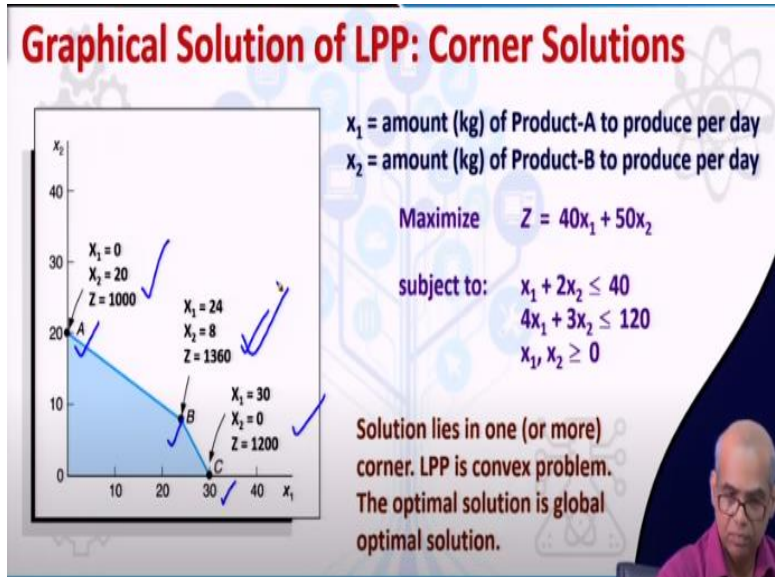 Graphical Solution of LPP: Corner Solutions
x₁ = amount (kg) of Product-A to produce per day
x₂ = amount (kg) of Product-B to produce per day
Maximize Z = 40x₁ + 50x₂
subject to: x₁ + 2x₂ ≤ 40
4x₁ + 3x₂ ≤ 120
x₁, x₂ ≥ 0
Solution lies in one (or more)
corner. LPP is convex problem.
The optimal solution is global
optimal solution.
x₂
40
30
20
10
0
X₁ = 0
X₂ = 20
Z = 1000
A
X₁ = 24
X₂ = 8
Z = 1360
B
X₁ = 30
X₂ = 0
Z = 1200
C
10 20 30 40 x₁